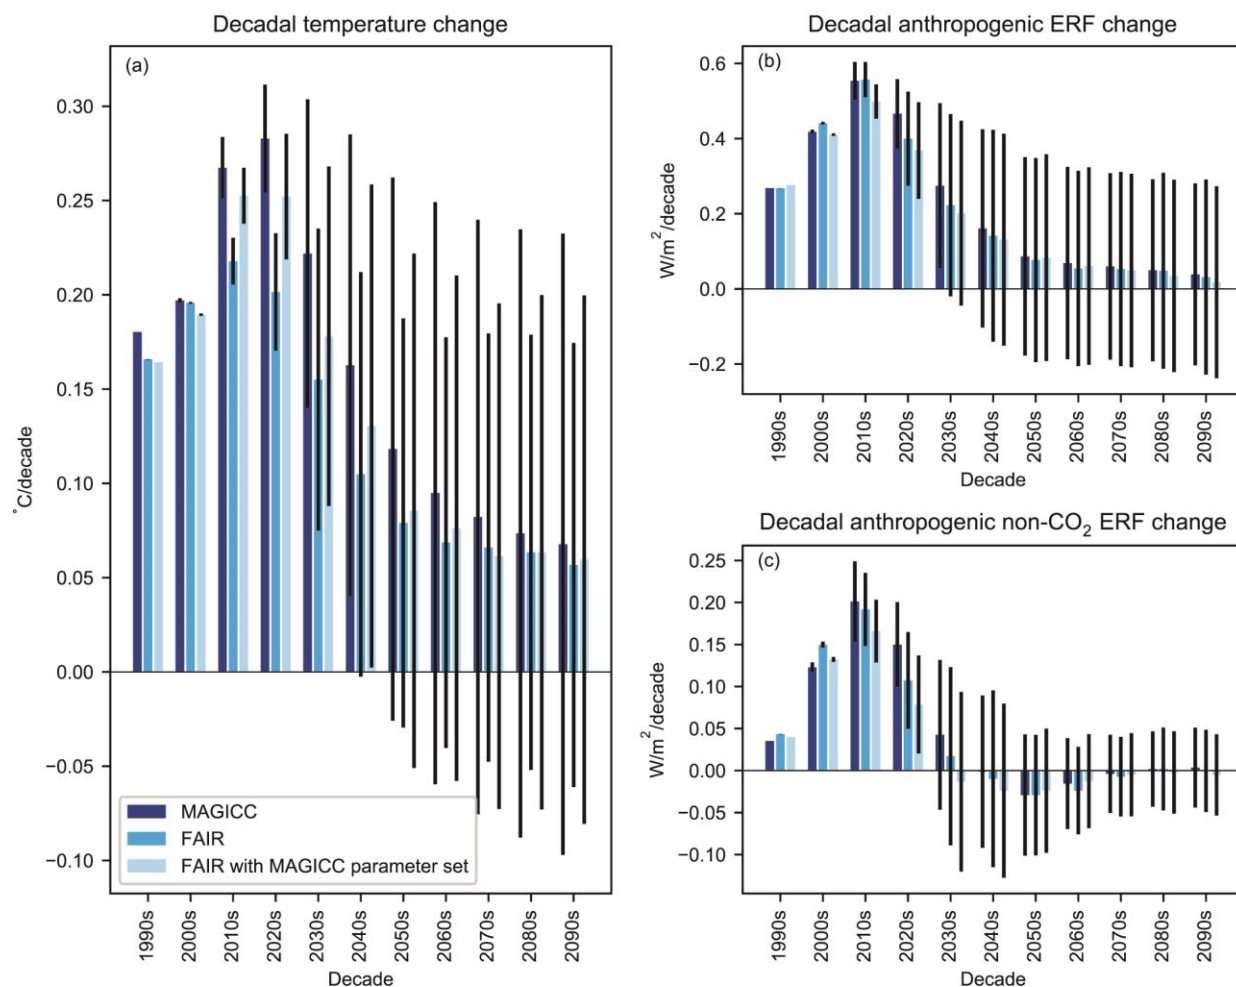 Decadal temperature change
(a)
0.30
0.25
0.20
0.15
0.10
0.05
0.00
−0.05
−0.10
°C/decade
MAGICC
FAIR
FAIR with MAGICC parameter set
1990s 2000s 2010s 2020s 2030s 2040s 2050s 2060s 2070s 2080s 2090s
Decade
Decadal anthropogenic ERF change
(b)
0.6
0.4
0.2
0.0
−0.2
W/m²/decade
1990s 2000s 2010s 2020s 2030s 2040s 2050s 2060s 2070s 2080s 2090s
Decade
Decadal anthropogenic non-CO₂ ERF change
(c)
0.25
0.20
0.15
0.10
0.05
0.00
−0.05
−0.10
W/m²/decade
1990s 2000s 2010s 2020s 2030s 2040s 2050s 2060s 2070s 2080s 2090s
Decade